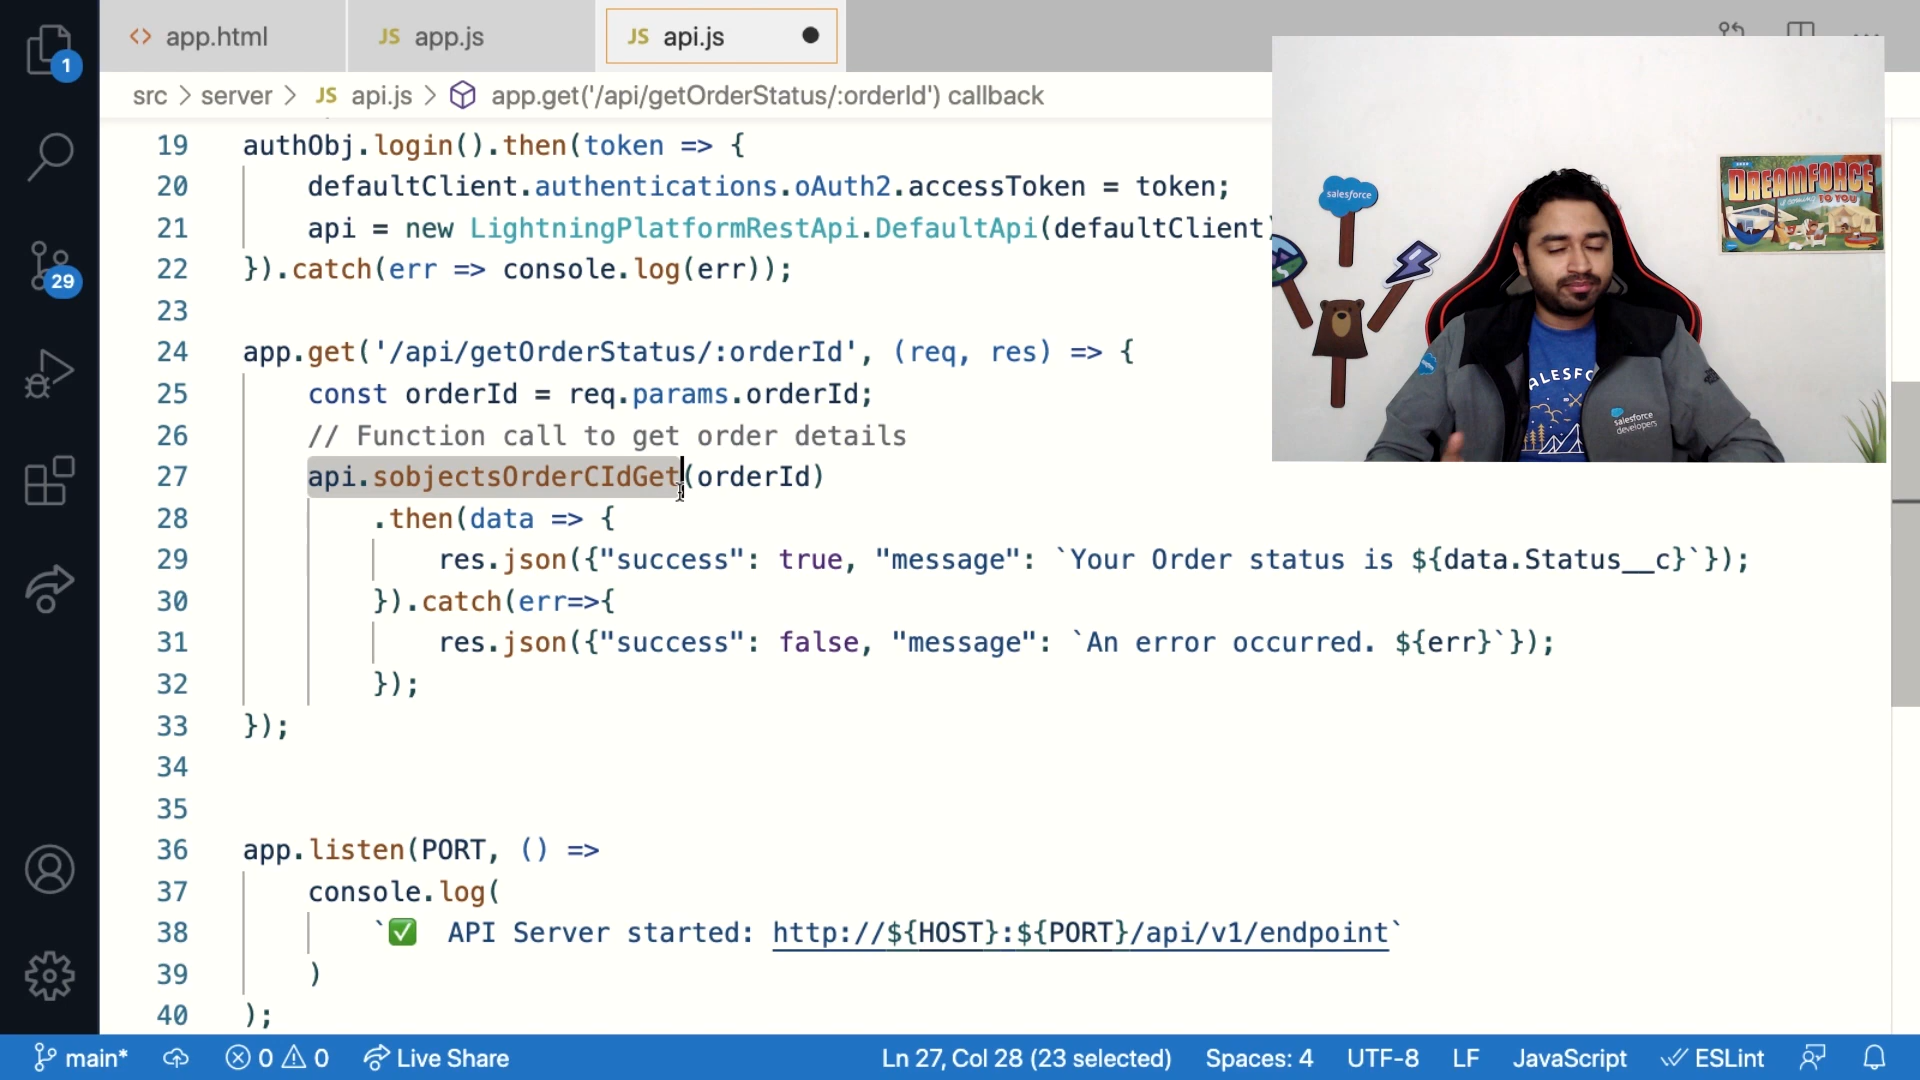 1
29
app.html
JS app.js
JS api.js
src > server > JS api.js > app.get('/api/getOrderStatus/:orderId') callback
19 authObj.login().then(token => {
20 defaultClient.authentications.oAuth2.accessToken = token;
21 api = new LightningPlatformRestApi.DefaultApi(defaultClient)
22 }).catch(err => console.log(err));
23
24 app.get('/api/getOrderStatus/:orderId', (req, res) => {
25 const orderId = req.params.orderId;
26 // Function call to get order details
27 api.sobjectsOrderCIdGet(orderId)
28 .then(data => {
29 res.json({"success": true, "message": `Your Order status is ${data.Status__c}`});
30 }).catch(err=>{
31 res.json({"success": false, "message": `An error occurred. ${err}`});
32 });
33 });
34
35
36 app.listen(PORT, () =>
37 console.log(
38 `✅ API Server started: http://${HOST}:${PORT}/api/v1/endpoint`
39 )
40 );
salesforce
DREAMFORCE
TO YOU
ALESFO
salesforce
developers
main* 0 0 Live Share Ln 27, Col 28 (23 selected) Spaces: 4 UTF-8 LF JavaScript ESLint